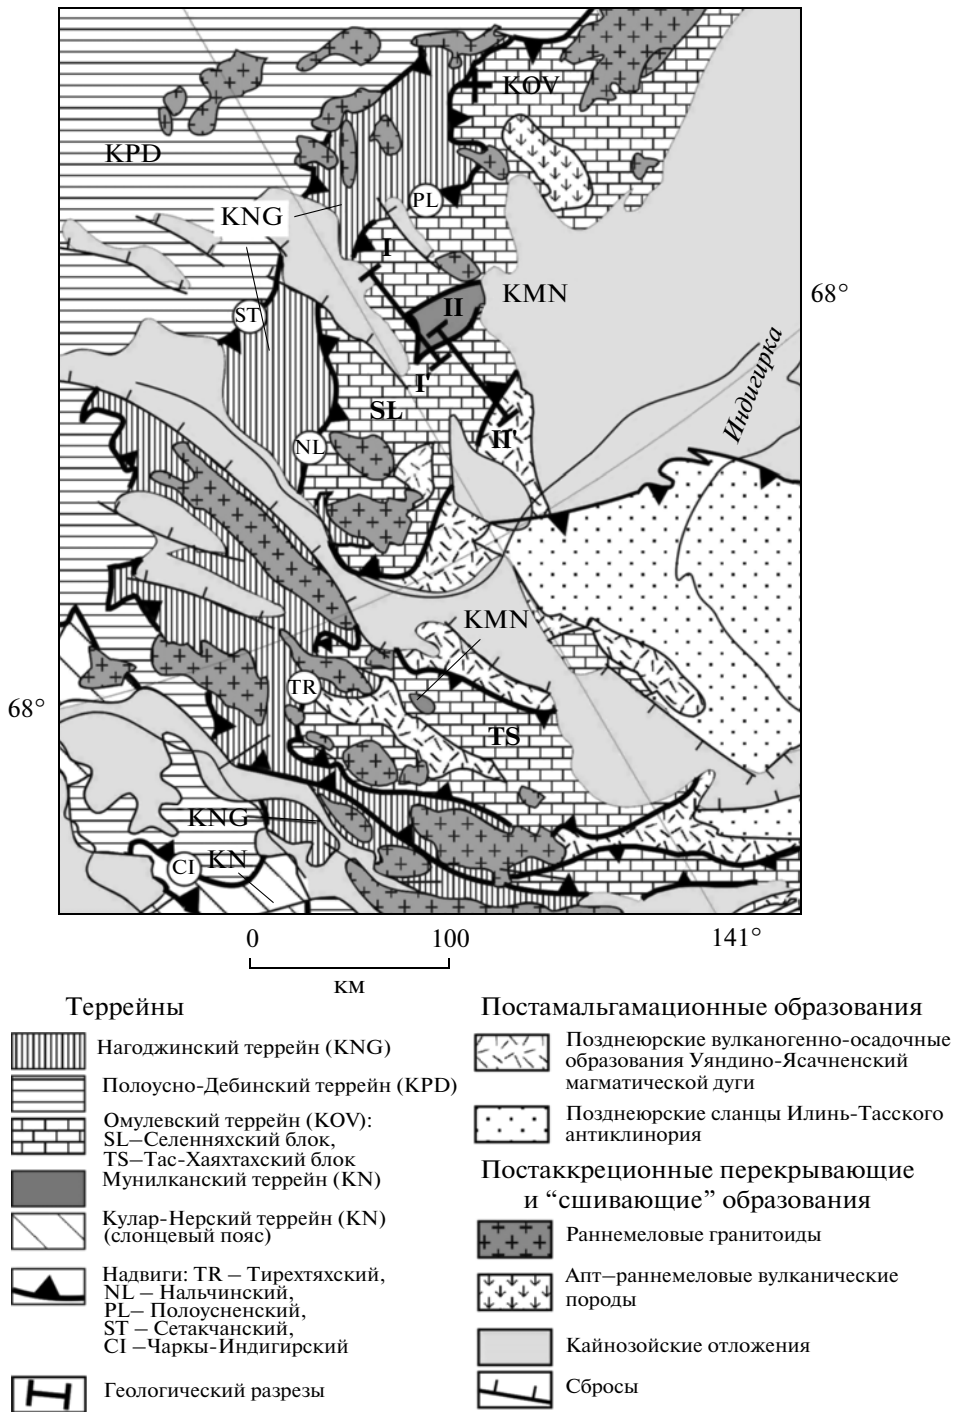 KOV
KPD
PL
KNG
I
KMN
II
68°
ST
Индигирка
I'
SL
II'
NL
KMN
TR
68°
TS
KNG
KN
CI
0
100
141°
км
Террейны
Нагоджинский террейн (KNG)
Полоусно-Дебинский террейн (KPD)
Омулевский террейн (KOV):
SL–Селенняхский блок,
TS–Тас-Хаяхтахский блок
Мунилканский террейн (KN)
Кулар-Нерский террейн (KN)
(слонцевый пояс)
Надвиги: TR – Тирехтяхский,
NL – Нальчинский,
PL– Полоусненский,
ST – Сетакчанский,
CI –Чаркы-Индигирский
Геологический разрезы
Постамальгамационные образования
Позднеюрские вулканогенно-осадочные
образования Уяндино-Ясачненский
магматической дуги
Позднеюрские сланцы Илинь-Тасского
антиклинория
Постаккреционные перекрывающие
и “сшивающие” образования
Раннемеловые гранитоиды
Апт–раннемеловые вулканические
породы
Кайнозойские отложения
Сбросы